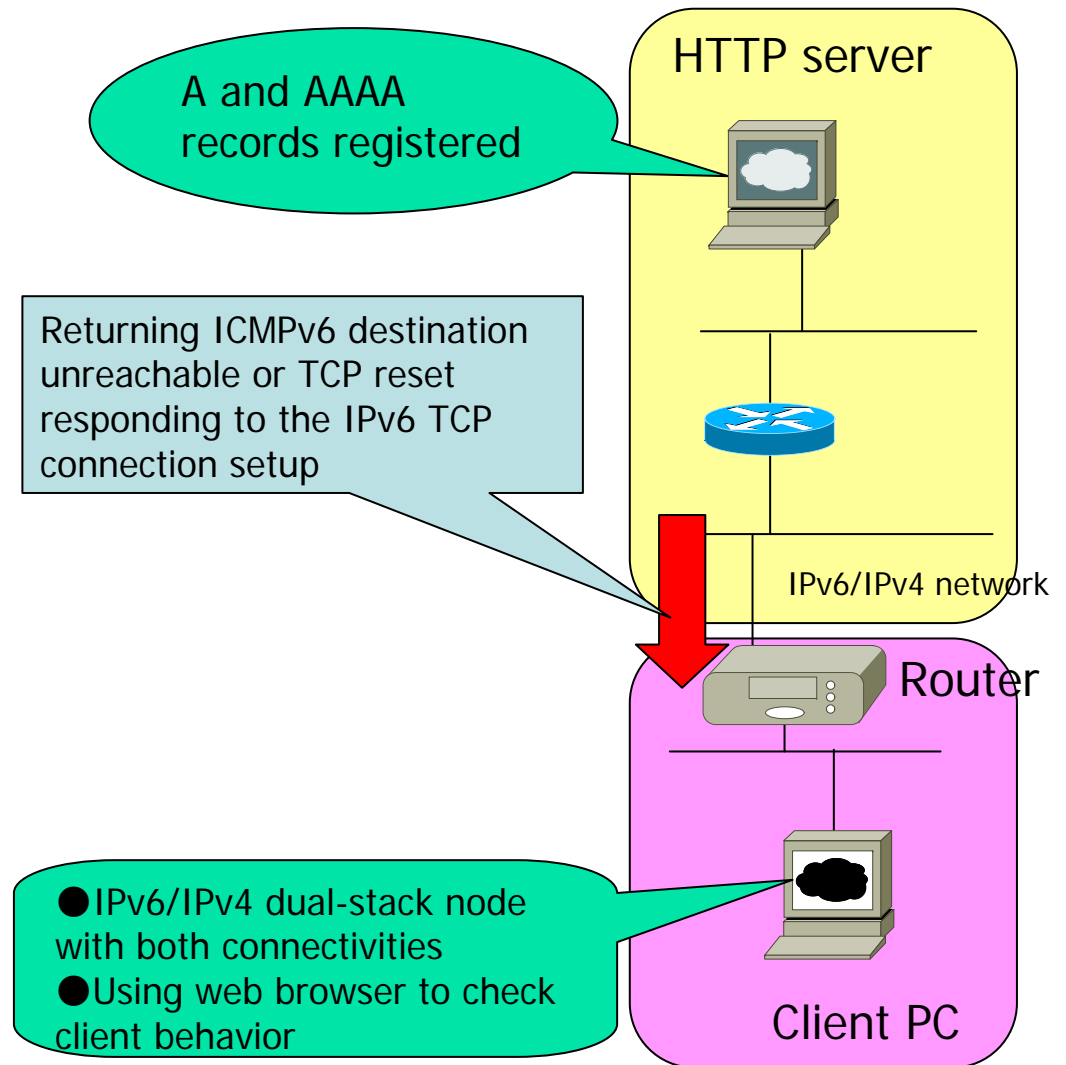 HTTP server
A and AAAA
records registered
Returning ICMPv6 destination
unreachable or TCP reset
responding to the IPv6 TCP
connection setup
IPv6/IPv4 network
Router
●IPv6/IPv4 dual-stack node
with both connectivities
●Using web browser to check
client behavior
Client PC